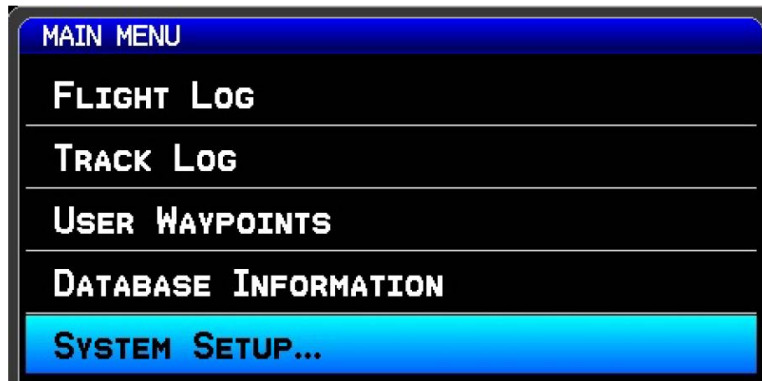 MAIN MENU
FLIGHT LOG
TRACK LOG
USER WAYPOINTS
DATABASE INFORMATION
SYSTEM SETUP...